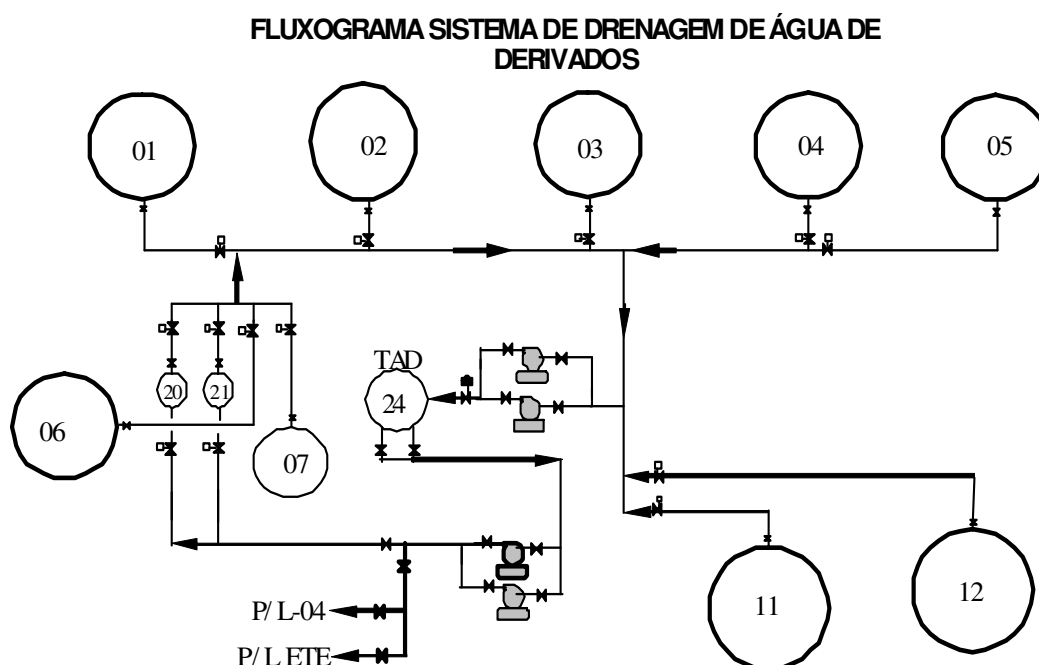 FLUXOGRAMA SISTEMA DE DRENAGEM DE ÁGUA DE
DERIVADOS
01
02
03
04
05
TAD
20
21
24
06
07
P/ L-04
11
12
P/ L ETE